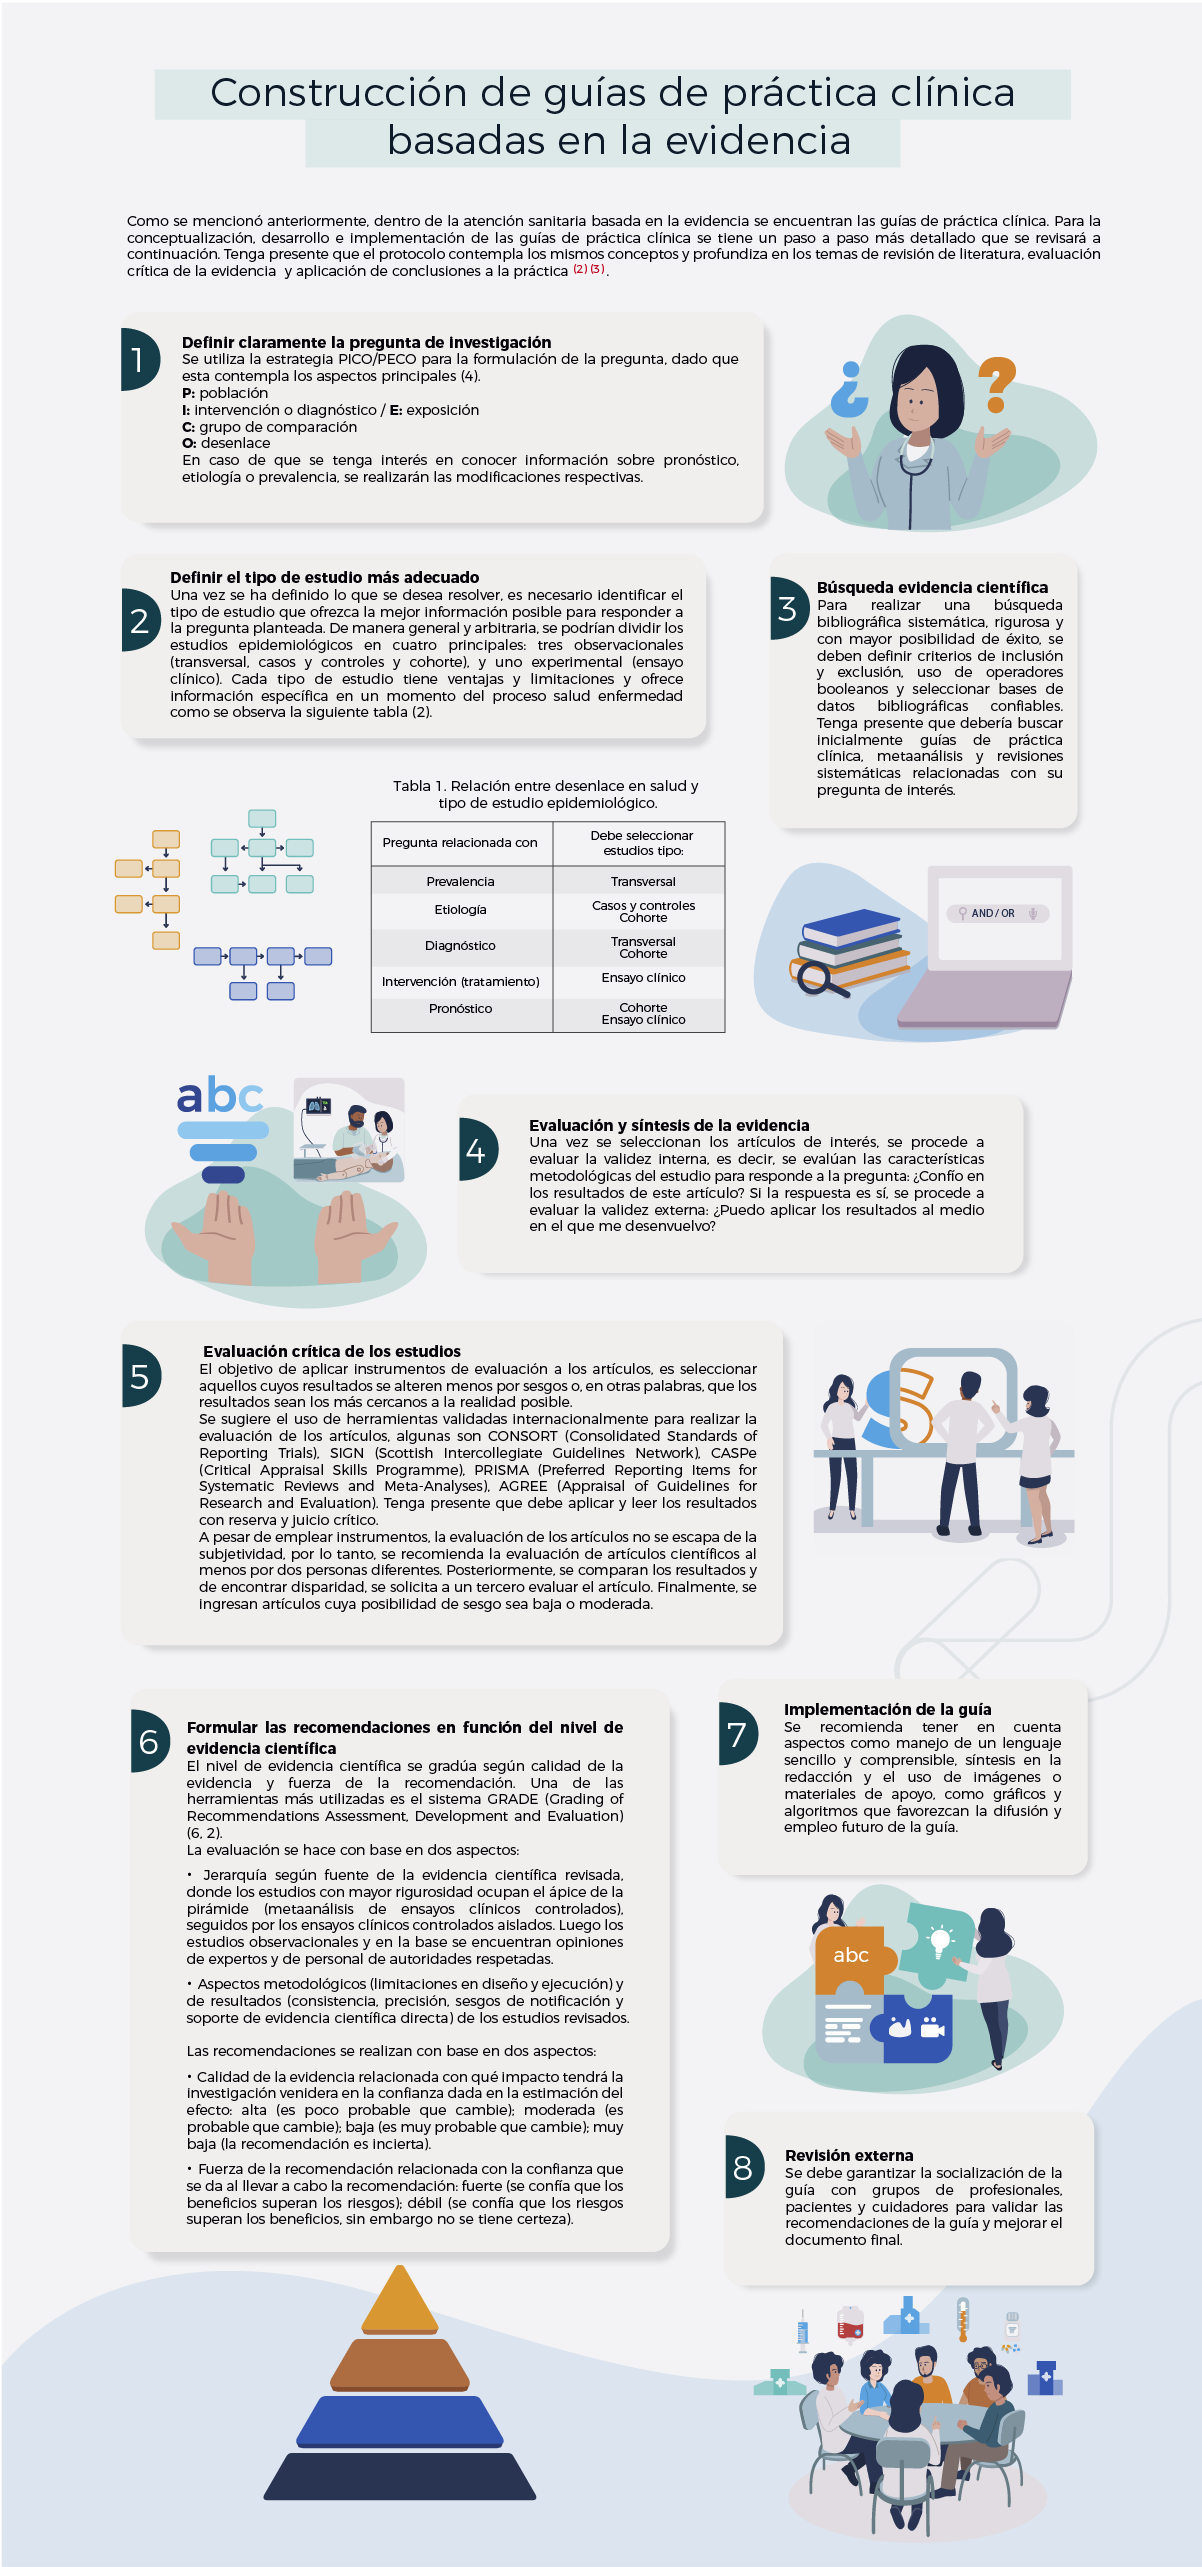 Construcción de guías de práctica clínica
basadas en la evidencia
Como se mencionó anteriormente, dentro de la atención sanitaria basada en la evidencia se encuentran las guías de práctica clínica. Para la
conceptualización, desarrollo e implementación de las guías de práctica clínica se tiene un paso a paso más detallado que se revisará a
continuación. Tenga presente que el protocolo contempla los mismos conceptos y profundiza en los temas de revisión de literatura, evaluación
crítica de la evidencia y aplicación de conclusiones a la práctica (2) (3).
1
Definir claramente la pregunta de investigación
Se utiliza la estrategia PICO/PECO para la formulación de la pregunta, dado que
esta contempla los aspectos principales (4).
P: población
I: intervención o diagnóstico / E: exposición
C: grupo de comparación
O: desenlace
En caso de que se tenga interés en conocer información sobre pronóstico,
etiología o prevalencia, se realizarán las modificaciones respectivas.
¿ ?
2
Definir el tipo de estudio más adecuado
Una vez se ha definido lo que se desea resolver, es necesario identificar el
tipo de estudio que ofrezca la mejor información posible para responder a
la pregunta planteada. De manera general y arbitraria, se podrían dividir los
estudios epidemiológicos en cuatro principales: tres observacionales
(transversal, casos y controles y cohorte), y uno experimental (ensayo
clínico). Cada tipo de estudio tiene ventajas y limitaciones y ofrece
información específica en un momento del proceso salud enfermedad
como se observa la siguiente tabla (2).
3
Búsqueda evidencia científica
Para realizar una búsqueda
bibliográfica sistemática, rigurosa y
con mayor posibilidad de éxito, se
deben definir criterios de inclusión
y exclusión, uso de operadores
booleanos y seleccionar bases de
datos bibliográficas confiables.
Tenga presente que debería buscar
inicialmente guías de práctica
clínica, metaanálisis y revisiones
sistemáticas relacionadas con su
pregunta de interés.
Tabla 1. Relación entre desenlace en salud y
tipo de estudio epidemiológico.
Pregunta relacionada con
Debe seleccionar
estudios tipo:
Prevalencia
Transversal
Etiología
Casos y controles
Cohorte
Diagnóstico
Transversal
Cohorte
Intervención (tratamiento)
Ensayo clínico
Pronóstico
Cohorte
Ensayo clínico
AND / OR
abc
4
Evaluación y síntesis de la evidencia
Una vez se seleccionan los artículos de interés, se procede a
evaluar la validez interna, es decir, se evalúan las características
metodológicas del estudio para responde a la pregunta: ¿Confío en
los resultados de este artículo? Si la respuesta es sí, se procede a
evaluar la validez externa: ¿Puedo aplicar los resultados al medio
en el que me desenvuelvo?
5
Evaluación crítica de los estudios
El objetivo de aplicar instrumentos de evaluación a los artículos, es seleccionar
aquellos cuyos resultados se alteren menos por sesgos o, en otras palabras, que los
resultados sean los más cercanos a la realidad posible.
Se sugiere el uso de herramientas validadas internacionalmente para realizar la
evaluación de los artículos, algunas son CONSORT (Consolidated Standards of
Reporting Trials), SIGN (Scottish Intercollegiate Guidelines Network), CASPe
(Critical Appraisal Skills Programme), PRISMA (Preferred Reporting Items for
Systematic Reviews and Meta-Analyses), AGREE (Appraisal of Guidelines for
Research and Evaluation). Tenga presente que debe aplicar y leer los resultados
con reserva y juicio crítico.
A pesar de emplear instrumentos, la evaluación de los artículos no se escapa de la
subjetividad, por lo tanto, se recomienda la evaluación de artículos científicos al
menos por dos personas diferentes. Posteriormente, se comparan los resultados y
de encontrar disparidad, se solicita a un tercero evaluar el artículo. Finalmente, se
ingresan artículos cuya posibilidad de sesgo sea baja o moderada.
S
6
Formular las recomendaciones en función del nivel de
evidencia científica
El nivel de evidencia científica se gradúa según calidad de la
evidencia y fuerza de la recomendación. Una de las
herramientas más utilizadas es el sistema GRADE (Grading of
Recommendations Assessment, Development and Evaluation)
(6, 2).
La evaluación se hace con base en dos aspectos:
• Jerarquía según fuente de la evidencia científica revisada,
donde los estudios con mayor rigurosidad ocupan el ápice de la
pirámide (metaanálisis de ensayos clínicos controlados),
seguidos por los ensayos clínicos controlados aislados. Luego los
estudios observacionales y en la base se encuentran opiniones
de expertos y de personal de autoridades respetadas.
• Aspectos metodológicos (limitaciones en diseño y ejecución) y
de resultados (consistencia, precisión, sesgos de notificación y
soporte de evidencia científica directa) de los estudios revisados.
Las recomendaciones se realizan con base en dos aspectos:
• Calidad de la evidencia relacionada con qué impacto tendrá la
investigación venidera en la confianza dada en la estimación del
efecto: alta (es poco probable que cambie); moderada (es
probable que cambie); baja (es muy probable que cambie); muy
baja (la recomendación es incierta).
• Fuerza de la recomendación relacionada con la confianza que
se da al llevar a cabo la recomendación: fuerte (se confía que los
beneficios superan los riesgos); débil (se confía que los riesgos
superan los beneficios, sin embargo no se tiene certeza).
7
Implementación de la guía
Se recomienda tener en cuenta
aspectos como manejo de un lenguaje
sencillo y comprensible, síntesis en la
redacción y el uso de imágenes o
materiales de apoyo, como gráficos y
algoritmos que favorezcan la difusión y
empleo futuro de la guía.
abc
8
Revisión externa
Se debe garantizar la socialización de la
guía con grupos de profesionales,
pacientes y cuidadores para validar las
recomendaciones de la guía y mejorar el
documento final.